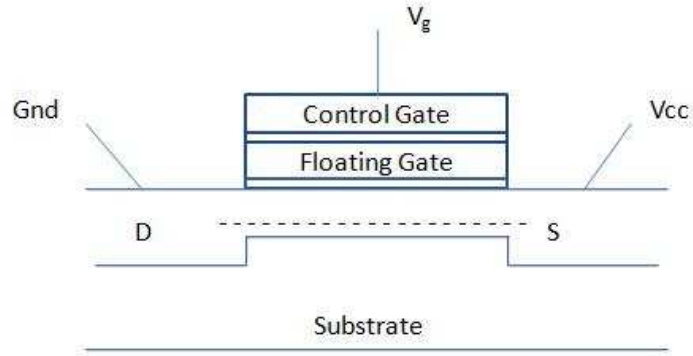 Vg
Gnd
Vcc
Control Gate
Floating Gate
D
S
Substrate